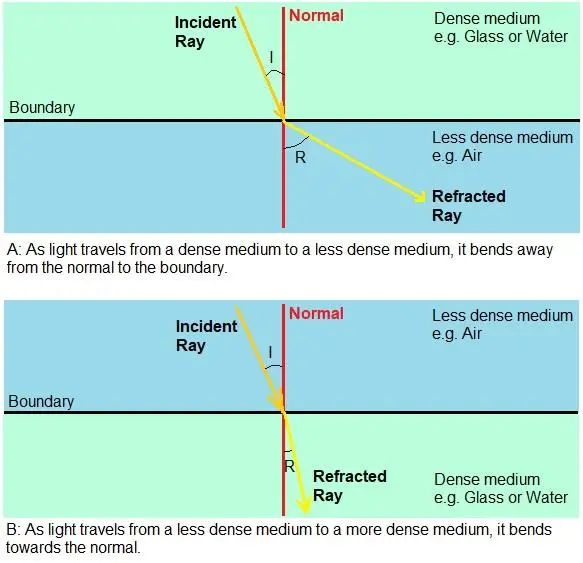 Incident
Ray
Normal
Dense medium
e.g. Glass or Water
I
Boundary
Less dense medium
e.g. Air
R
Refracted
Ray
A: As light travels from a dense medium to a less dense medium, it bends away
from the normal to the boundary.
Incident
Ray
Normal
Less dense medium
e.g. Air
I
Boundary
R
Refracted
Ray
Dense medium
e.g. Glass or Water
B: As light travels from a less dense medium to a more dense medium, it bends
towards the normal.